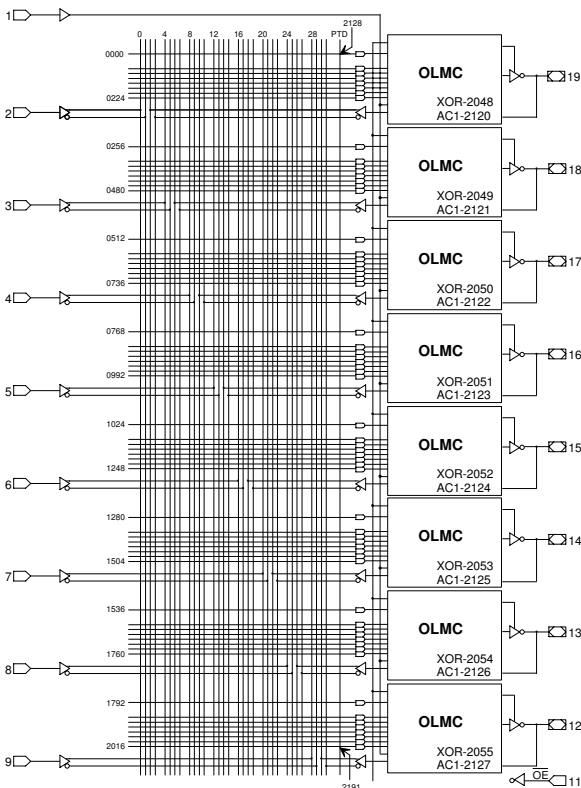 1
2128
0 4 8 12 16 20 24 28 PTD
0000
OLMC
19
0224
XOR-2048
AC1-2120
2
0256
OLMC
18
0480
XOR-2049
AC1-2121
3
0512
OLMC
17
0736
XOR-2050
AC1-2122
4
0768
OLMC
16
0992
XOR-2051
AC1-2123
5
1024
OLMC
15
1248
XOR-2052
AC1-2124
6
1280
OLMC
14
1504
XOR-2053
AC1-2125
7
1536
OLMC
13
1760
XOR-2054
AC1-2126
8
1792
OLMC
12
2016
XOR-2055
AC1-2127
9
OE
11
2191